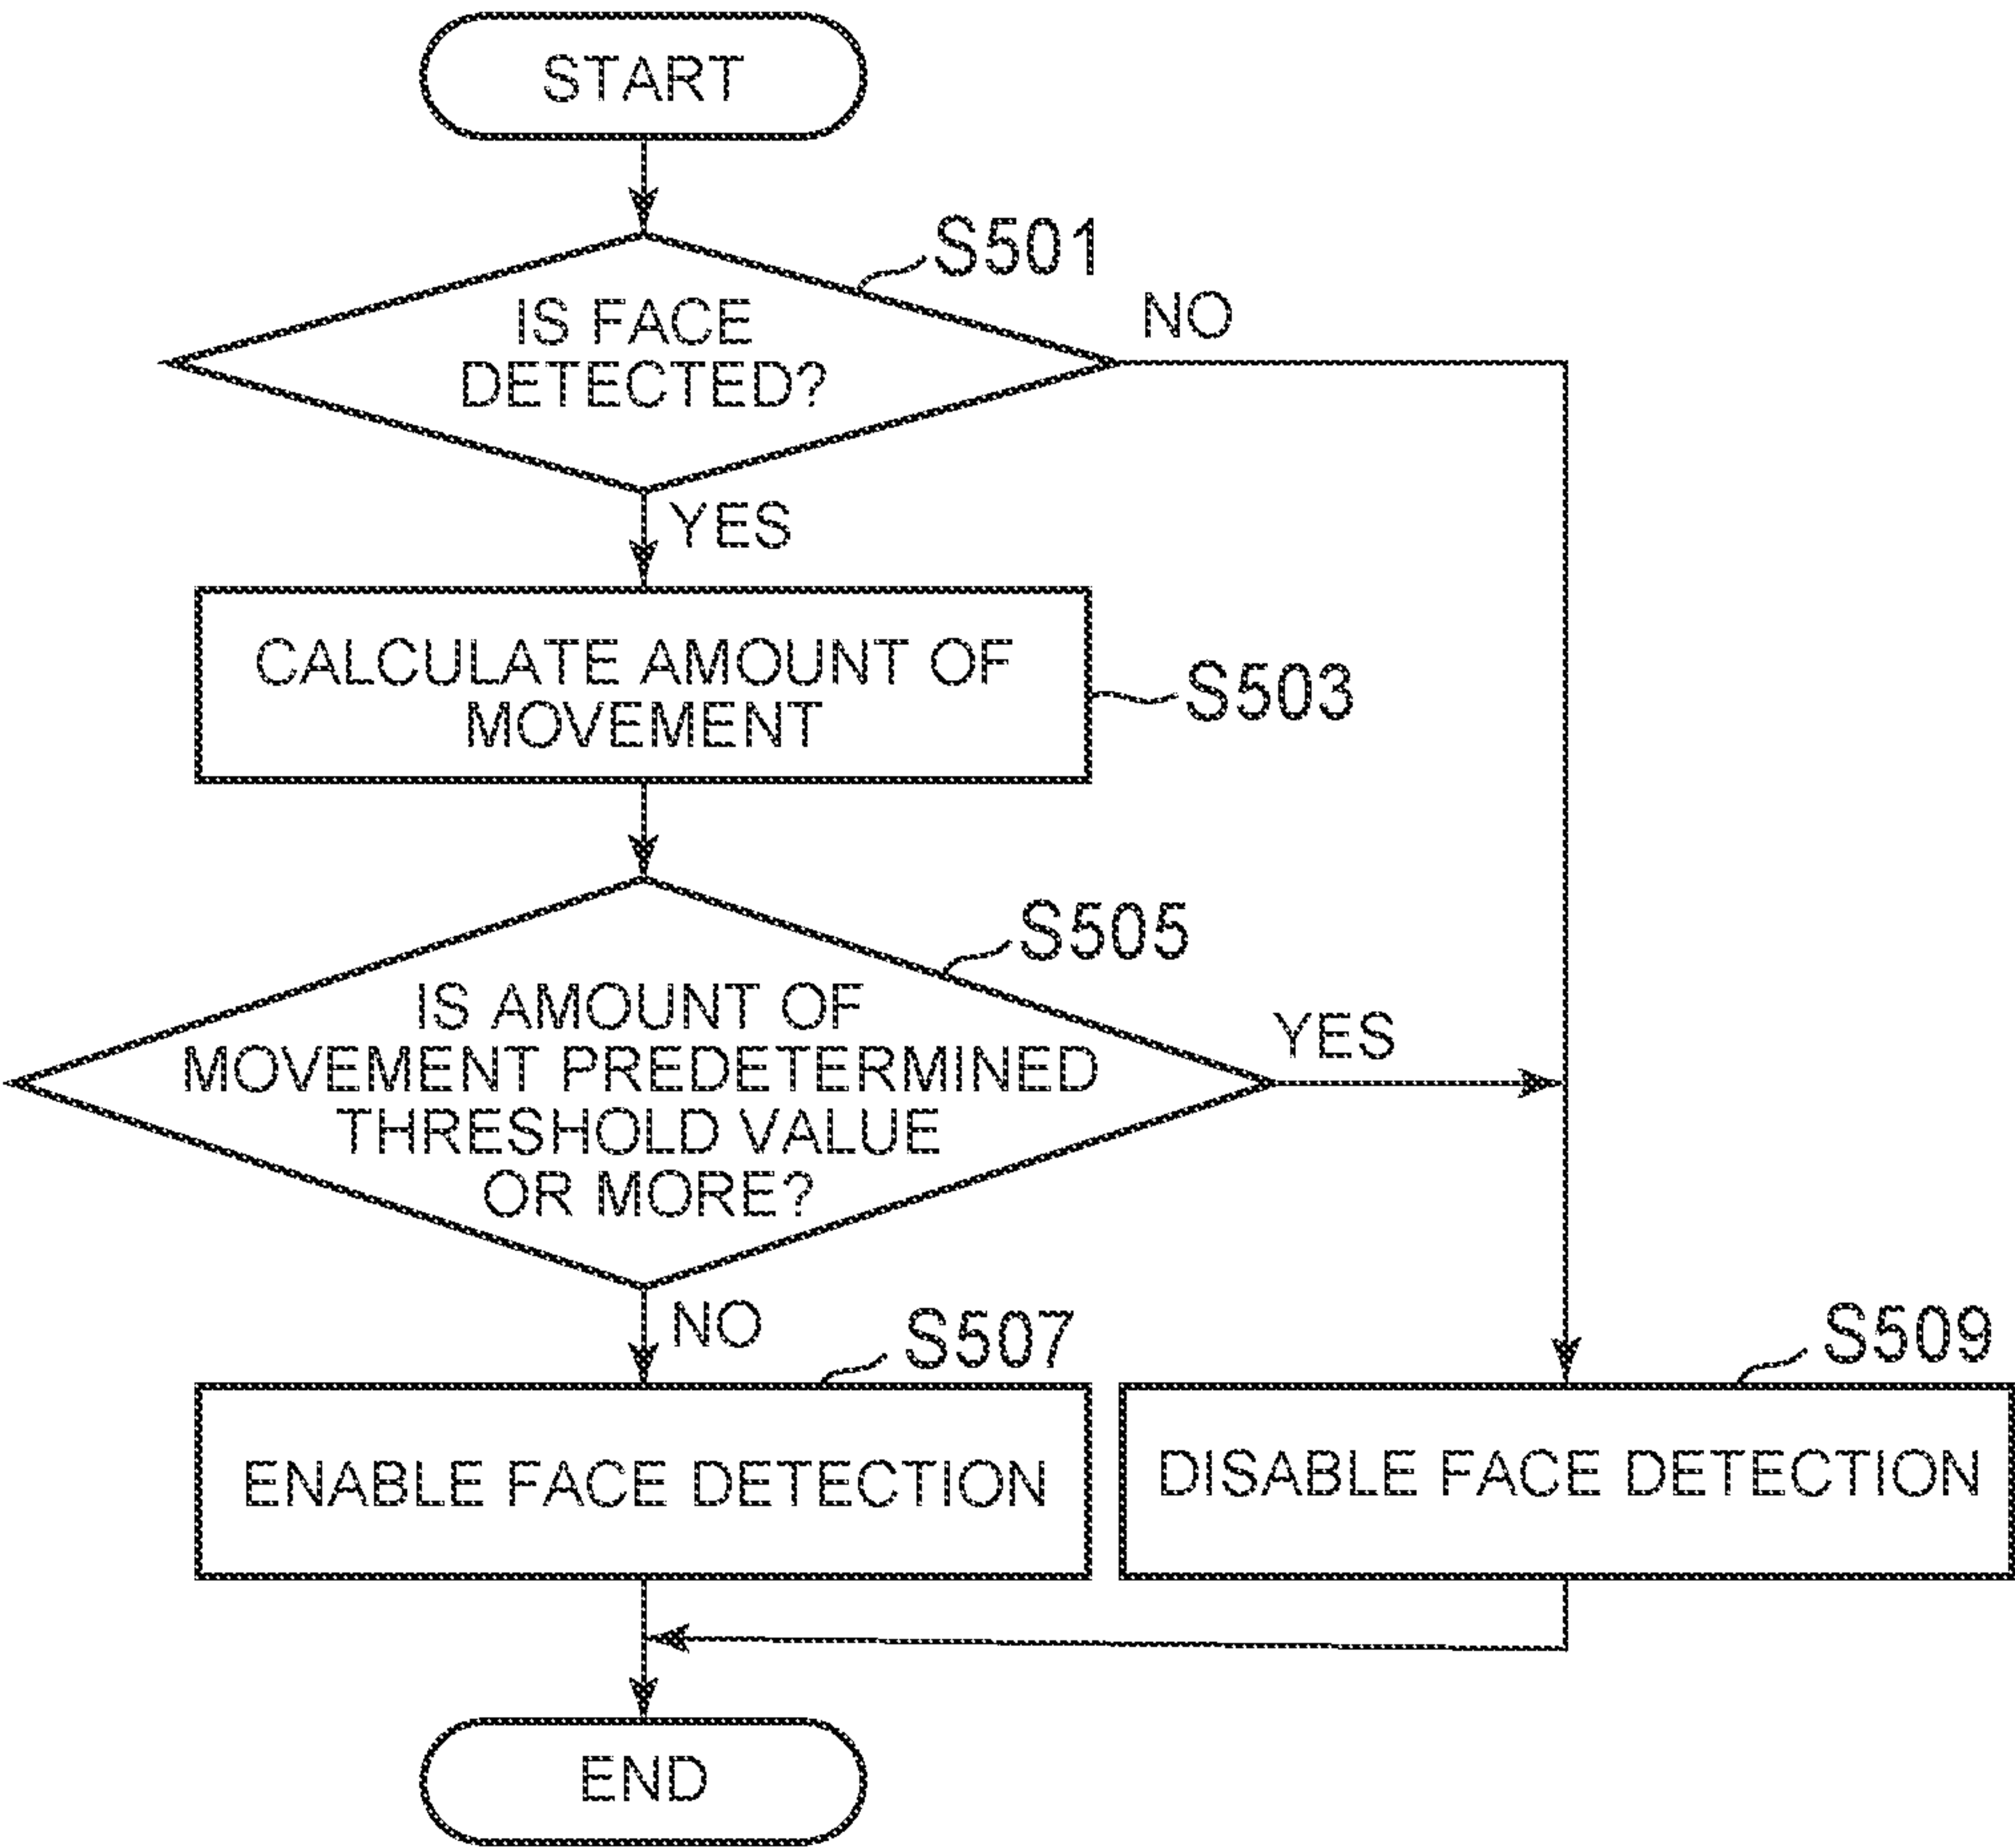 START
S501
IS FACE
DETECTED?
NO
YES
CALCULATE AMOUNT OF
MOVEMENT
S503
S505
IS AMOUNT OF
MOVEMENT PREDETERMINED
THRESHOLD VALUE
OR MORE?
YES
NO
S507
ENABLE FACE DETECTION
S509
DISABLE FACE DETECTION
END